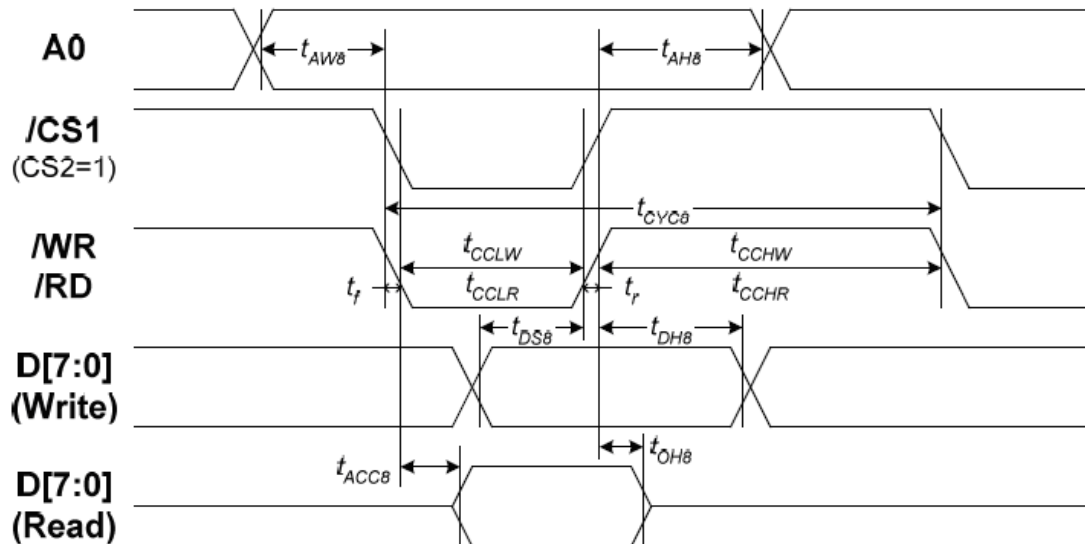 A0
tAW8
tAH8
/CS1
(CS2=1)
tCYC8
/WR
/RD
tCCLW
tCCHW
tf
tCCLR
tr
tCCHR
tDS8
tDH8
D[7:0]
(Write)
tACC8
tOH8
D[7:0]
(Read)